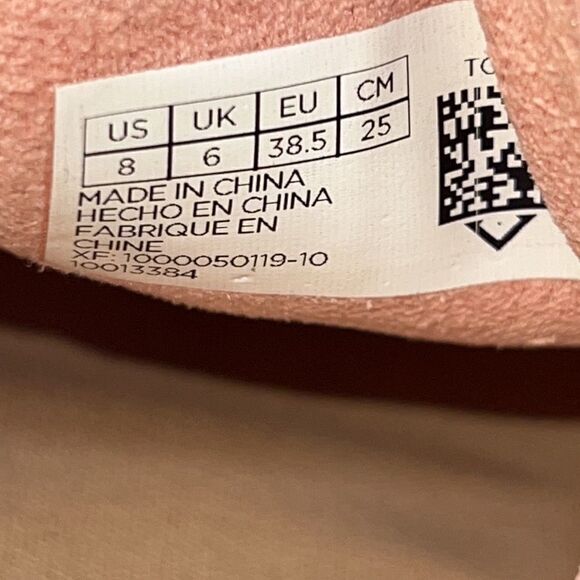 US UK EU CM
8 6 38.5 25
MADE IN CHINA
HECHO EN CHINA
FABRIQUE EN
CHINE
XF: 1000050119-10
10013384